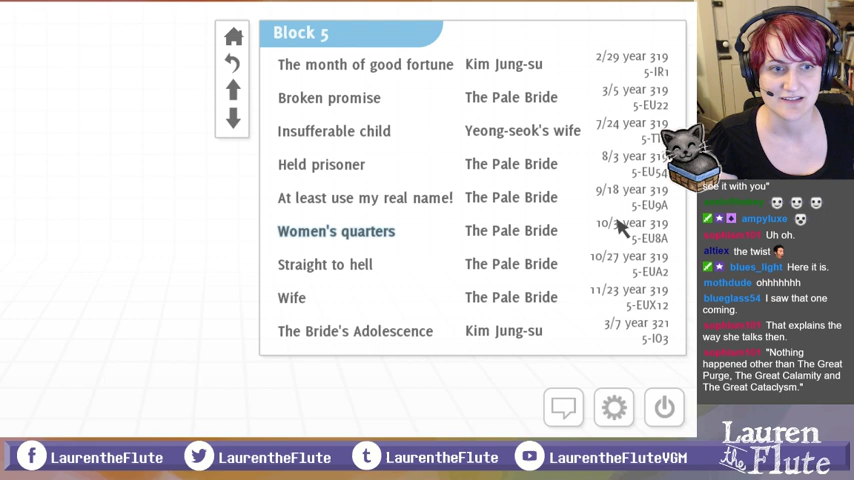 Block 5
The month of good fortune Kim Jung-su 2/29 year 319
5-IR1
Broken promise The Pale Bride 3/5 year 319
5-EU22
Insufferable child Yeong-seok's wife 7/24 year 319
Held prisoner The Pale Bride 8/3 year 319
5-EU54
At least use my real name! The Pale Bride 9/18 year 319
5-EU9A
Women's quarters The Pale Bride year 319
5-EU8A
Straight to hell The Pale Bride 10/27 year 319
5-EUA2
Wife The Pale Bride 11/23 year 319
5-EUX12
The Bride's Adolescence Kim Jung-su 3/7 year 321
5-IO3
see it with you"
ampyluxe
Uh oh.
altiex the twist
blues_light Here it is.
mothdude ohhhhhhh
blueglass54 I saw that one
coming.
That explains the
way she talks then.
"Nothing
happened other than The Great
Purge, The Great Calamity and
The Great Cataclysm."
Lauren
the Flute
LaurentheFlute LaurentheFlute LaurentheFlute LaurentheFluteVGM